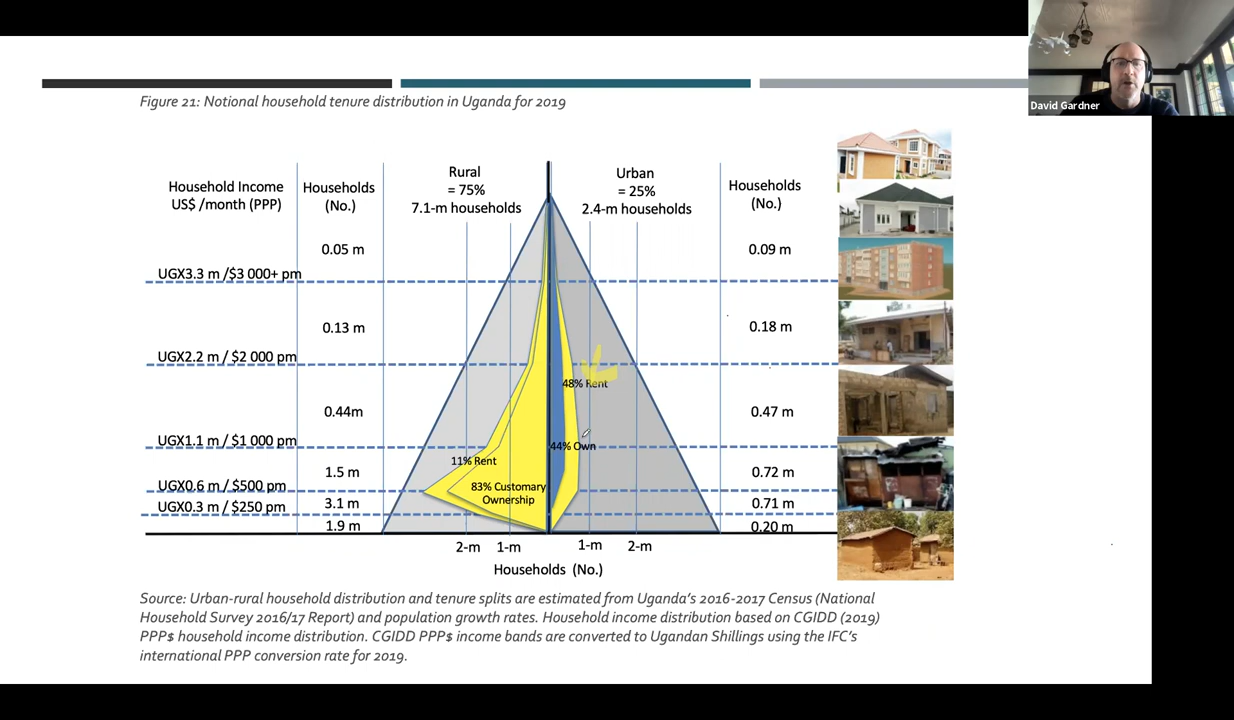 David Gardner
Figure 21: Notional household tenure distribution in Uganda for 2019
Household Income
US$ /month (PPP)
Households
(No.)
Rural
= 75%
7.1-m households
Urban
= 25%
2.4-m households
Households
(No.)
0.05 m
0.09 m
UGX3.3 m /$3 000+ pm
0.13 m
0.18 m
UGX2.2 m / $2 000 pm
48% Rent
0.44m
0.47 m
UGX1.1 m / $1 000 pm
44% Own
11% Rent
1.5 m
0.72 m
UGX0.6 m / $500 pm
83% Customary
Ownership
3.1 m
0.71 m
UGX0.3 m / $250 pm
1.9 m
0.20 m
2-m 1-m 1-m 2-m
Households (No.)
Source: Urban-rural household distribution and tenure splits are estimated from Uganda's 2016-2017 Census (National
Household Survey 2016/17 Report) and population growth rates. Household income distribution based on CGIDD (2019)
PPP$ household income distribution. CGIDD PPP$ income bands are converted to Ugandan Shillings using the IFC's
international PPP conversion rate for 2019.